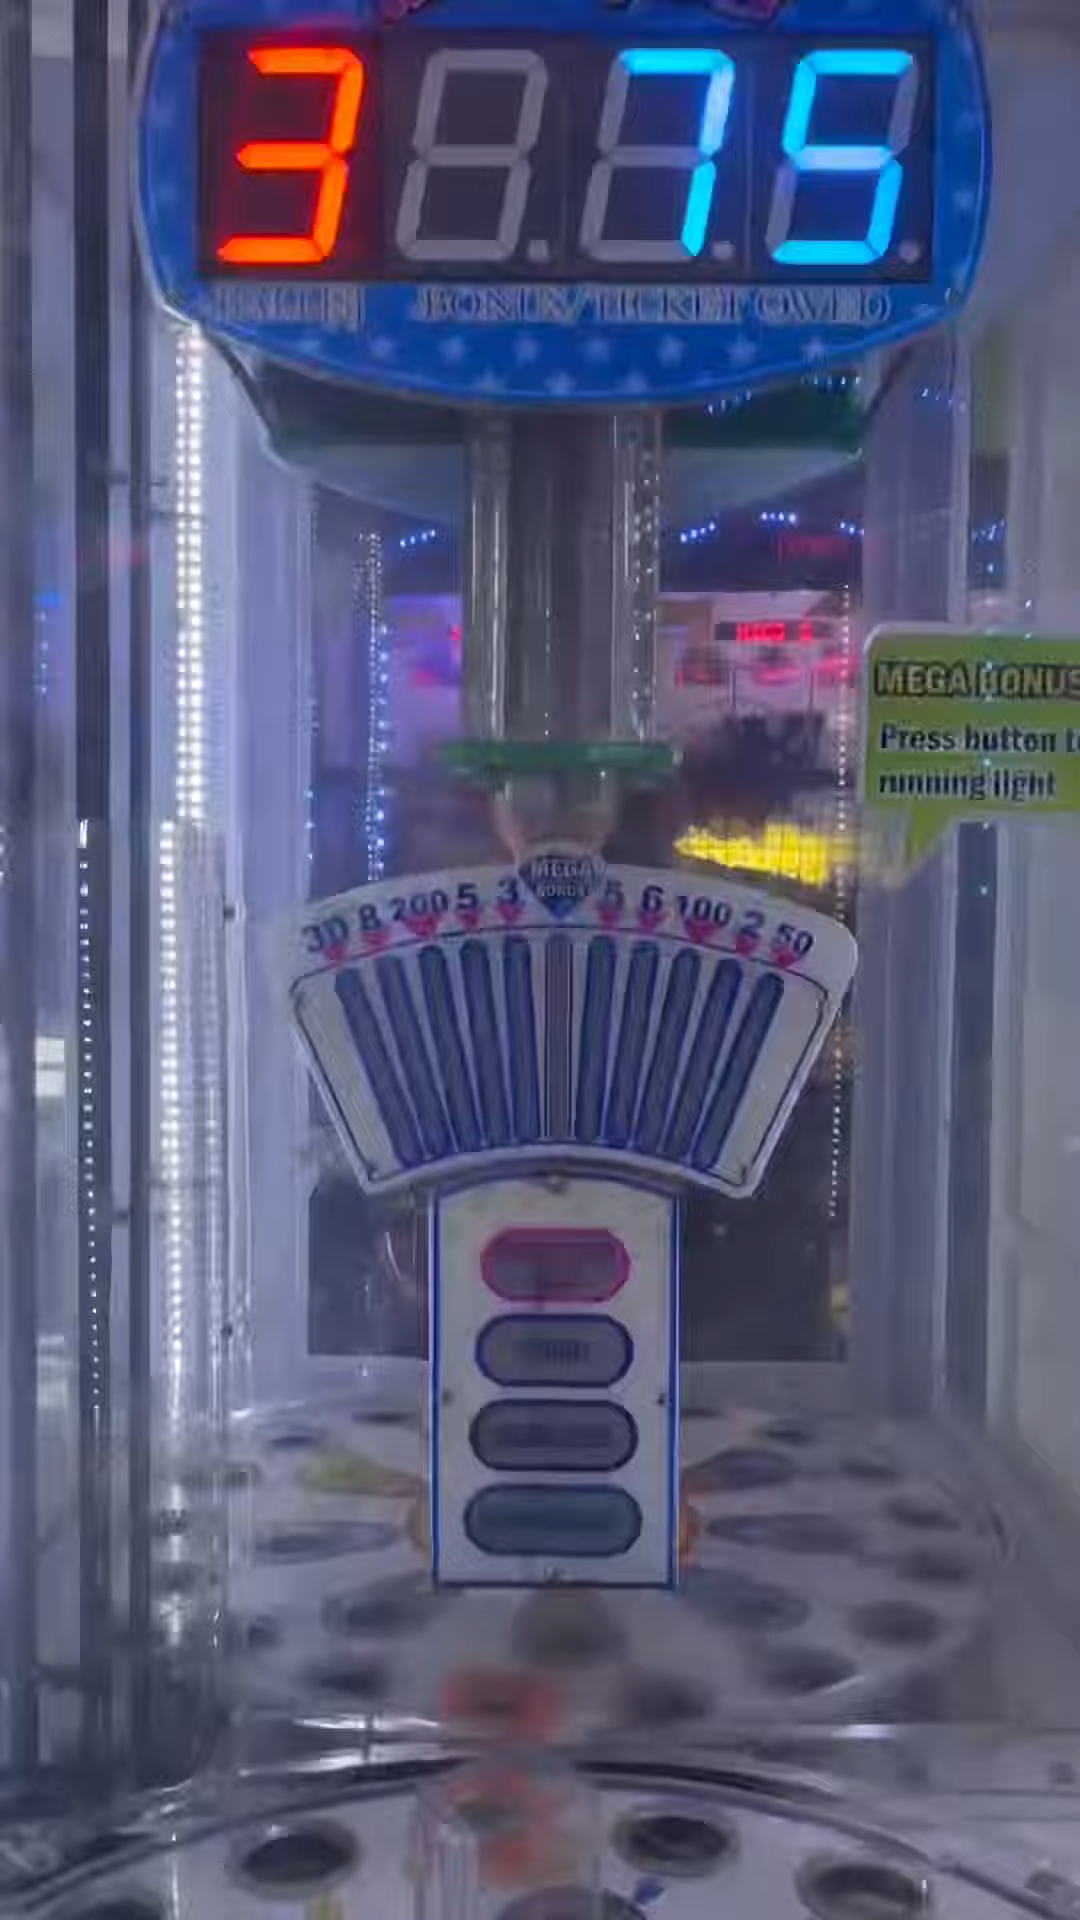 3 75
BONUS/TICKET OWED
MEGA BONUS
Press button to
running light
MEGA
BONUS
30 8 200 5 3 5 6 100 2 50